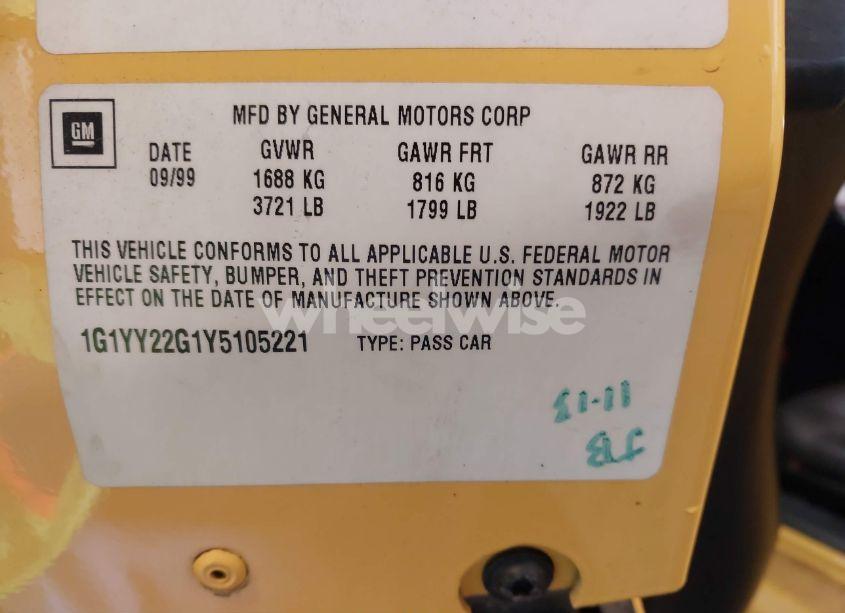 MFD BY GENERAL MOTORS CORP
GM
DATE GVWR GAWR FRT GAWR RR
09/99 1688 KG 816 KG 872 KG
3721 LB 1799 LB 1922 LB
THIS VEHICLE CONFORMS TO ALL APPLICABLE U.S. FEDERAL MOTOR
VEHICLE SAFETY, BUMPER, AND THEFT PREVENTION STANDARDS IN
EFFECT ON THE DATE OF MANUFACTURE SHOWN ABOVE.
wheelwise
1G1YY22G1Y5105221 TYPE: PASS CAR